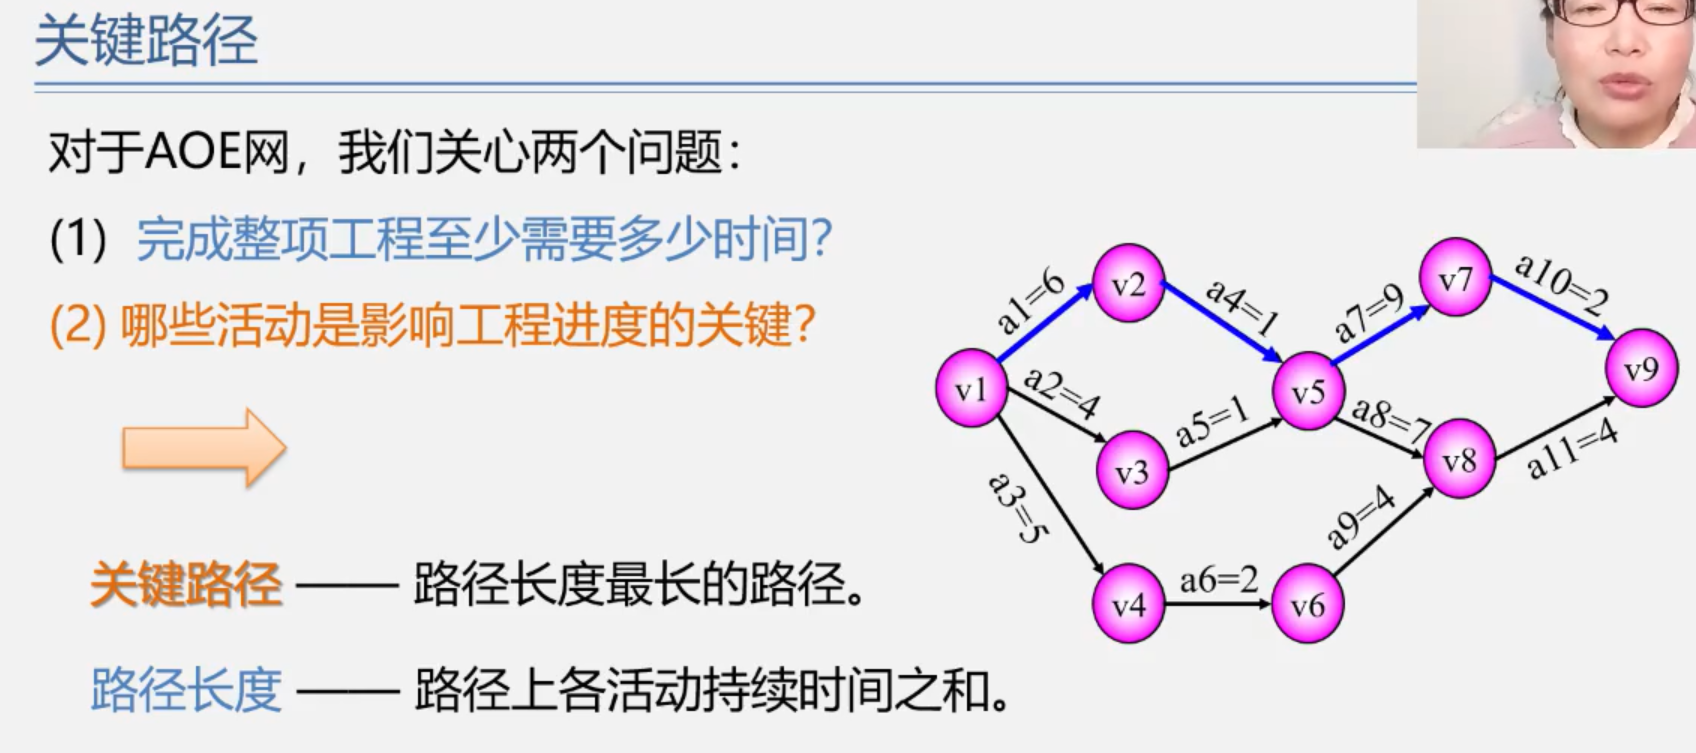 关键路径
对于AOE网，我们关心两个问题：
(1) 完成整项工程至少需要多少时间？
(2) 哪些活动是影响工程进度的关键？
关键路径 —— 路径长度最长的路径。
路径长度 —— 路径上各活动持续时间之和。
v1
v2
v3
v4
v5
v6
v7
v8
v9
a1=6
a2=4
a3=5
a4=1
a5=1
a6=2
a7=9
a8=7
a9=4
a10=2
a11=4